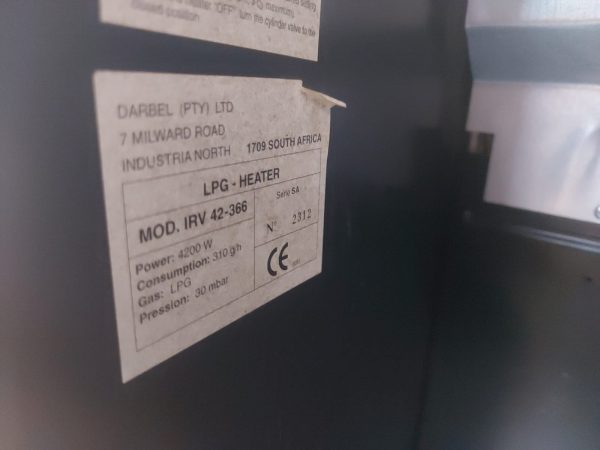 setting
maximum)
"OFF" turn the cylinder valve to the
closed position
DARBEL (PTY) LTD
7 MILWARD ROAD
INDUSTRIA NORTH 1709 SOUTH AFRICA
LPG - HEATER
MOD. IRV 42-366
Serie SA
N° 2312
Power: 4200 W
Consumption: 310 g/h
Gas: LPG
Pression: 30 mbar
CE